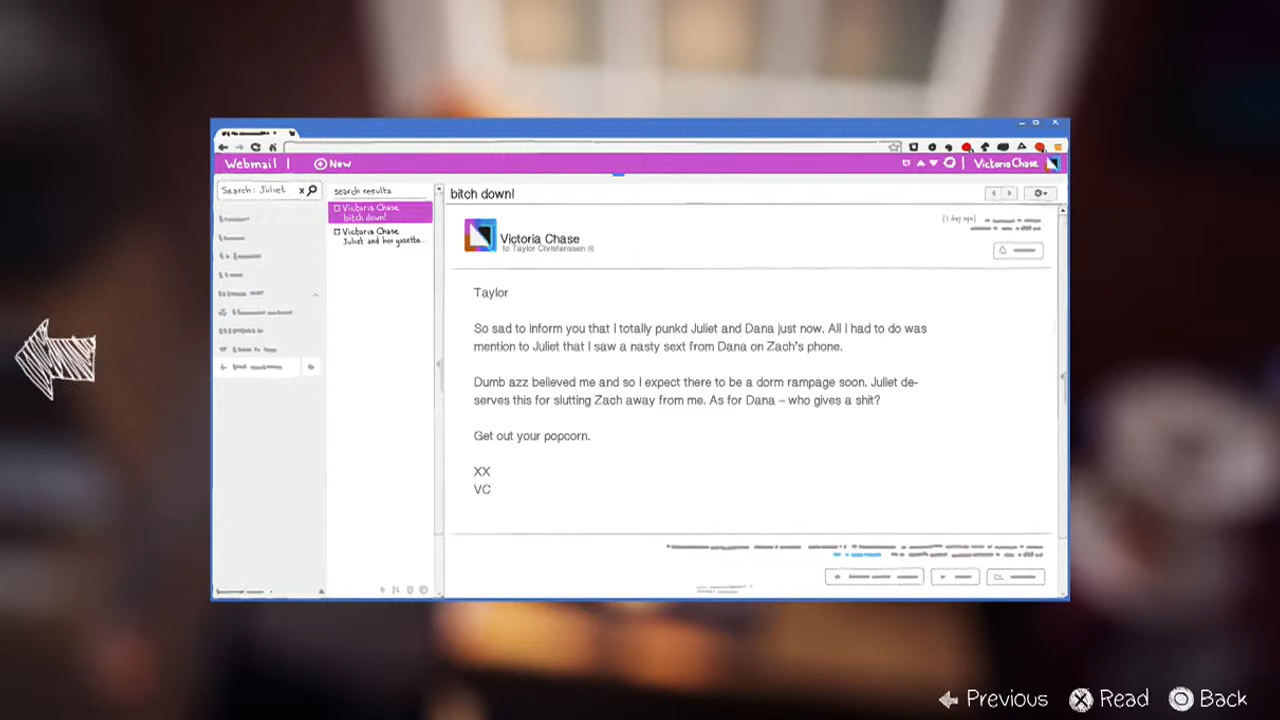 Webmail | New
Victoria Chase
Search: Juliet x
search results
Victoria Chase
bitch down!
Victoria Chase
Juliet and her gazette...
bitch down!
Victoria Chase
to Taylor Christensen
(1 day ago)
Taylor
So sad to inform you that I totally punkd Juliet and Dana just now. All I had to do was
mention to Juliet that I saw a nasty sext from Dana on Zach's phone.
Dumb azz believed me and so I expect there to be a dorm rampage soon. Juliet de-
serves this for slutting Zach away from me. As for Dana – who gives a shit?
Get out your popcorn.
XX
VC
Previous
Read
Back